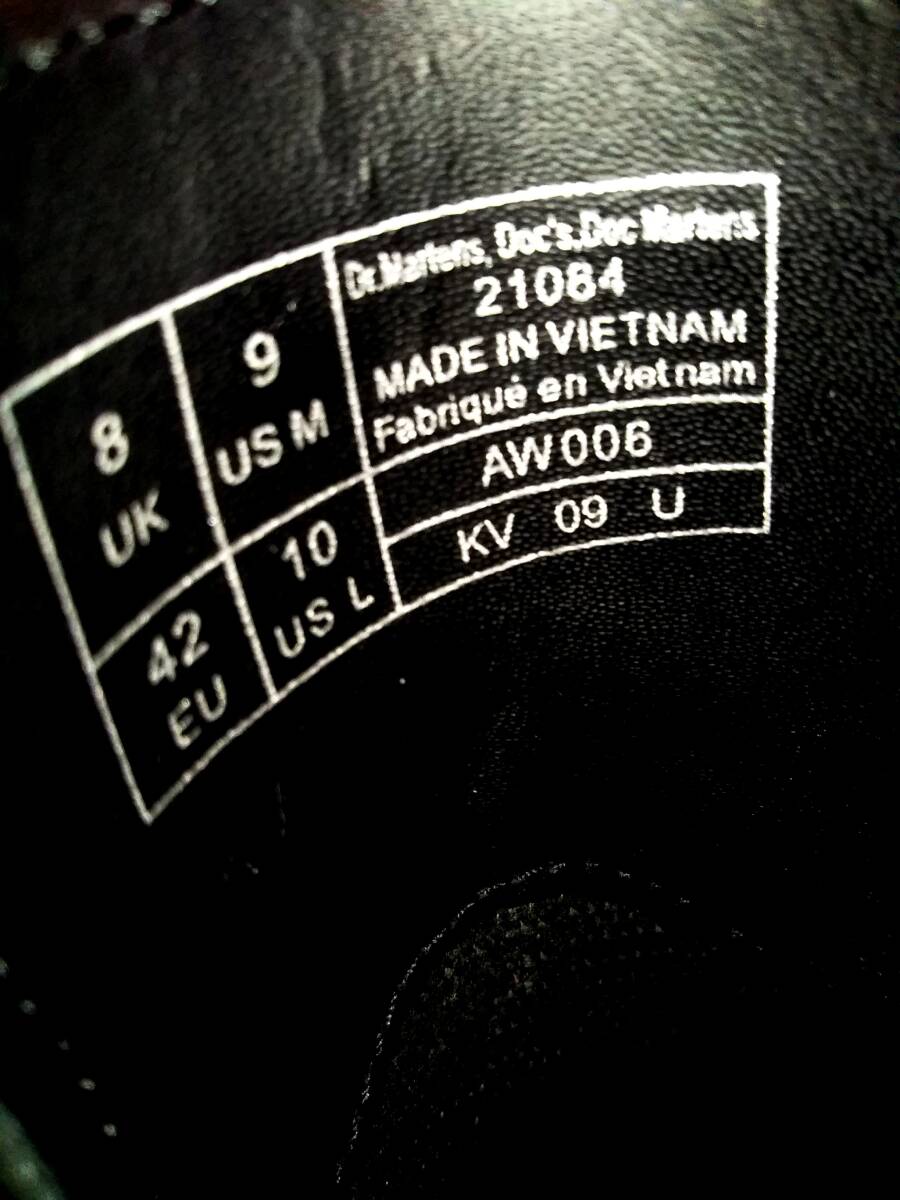 8
UK
9
US M
42
EU
10
US L
Dr.Martens, Doc's.Doc Martens
21084
MADE IN VIETNAM
Fabriqué en Vietnam
AW006
KV 09 U